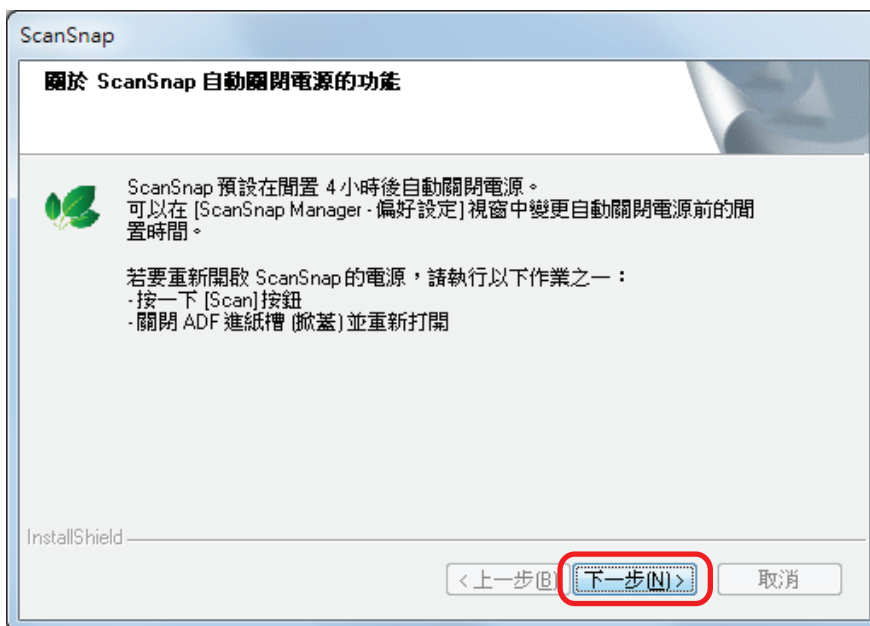 ScanSnap
關於 ScanSnap 自動關閉電源的功能
ScanSnap 預設在閒置 4 小時後自動關閉電源。
可以在 [ScanSnap Manager - 偏好設定] 視窗中變更自動關閉電源前的閒
置時間。
若要重新開啟 ScanSnap 的電源，請執行以下作業之一：
- 按一下 [Scan] 按鈕
- 關閉 ADF 進紙槽 (掀蓋) 並重新打開
InstallShield
< 上一步(B)
下一步(N) >
取消